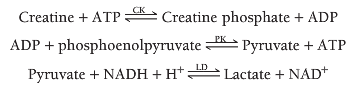 Creatine + ATP ⇌ CK Creatine phosphate + ADP
ADP + phosphoenolpyruvate ⇌ PK Pyruvate + ATP
Pyruvate + NADH + H⁺ ⇌ LD Lactate + NAD⁺